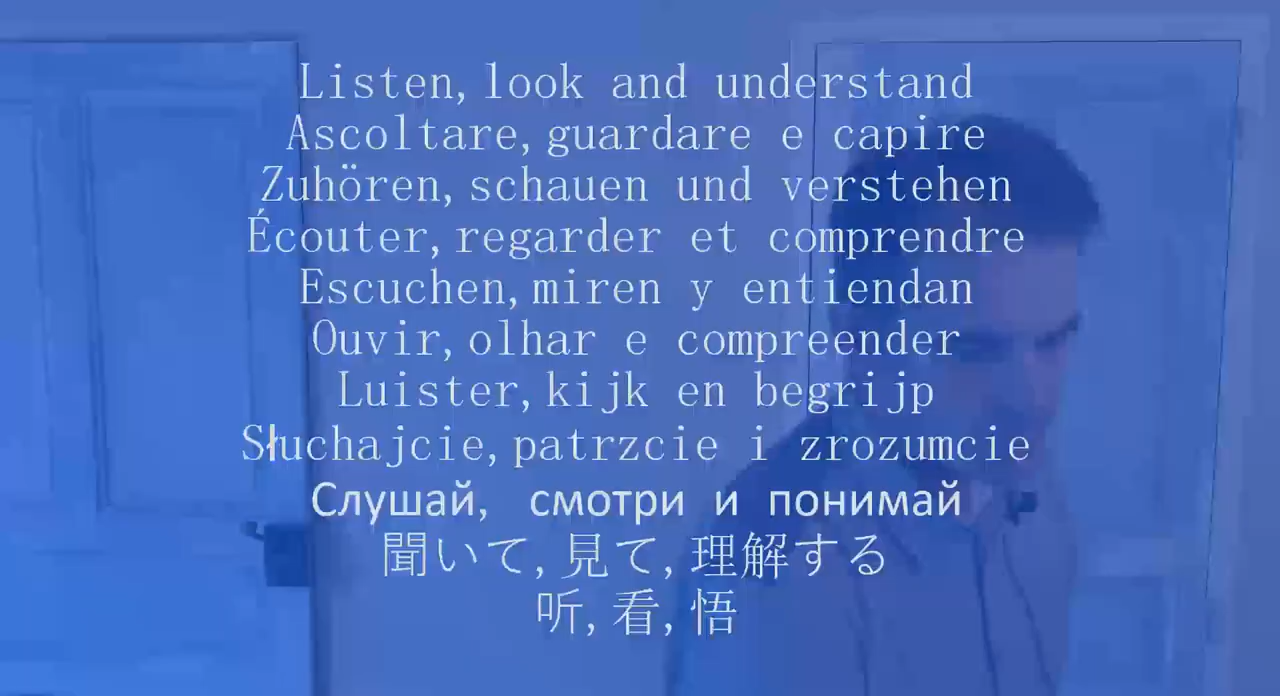 Listen, look and understand
Ascoltare, guardare e capire
Zuhören, schauen und verstehen
Écouter, regarder et comprendre
Escuchen, miren y entiendan
Ouvir, olhar e compreender
Luister, kijk en begrijp
Słuchajcie, patrzcie i zrozumcie
Слушай, смотри и понимай
聞いて, 見て, 理解する
听, 看, 悟